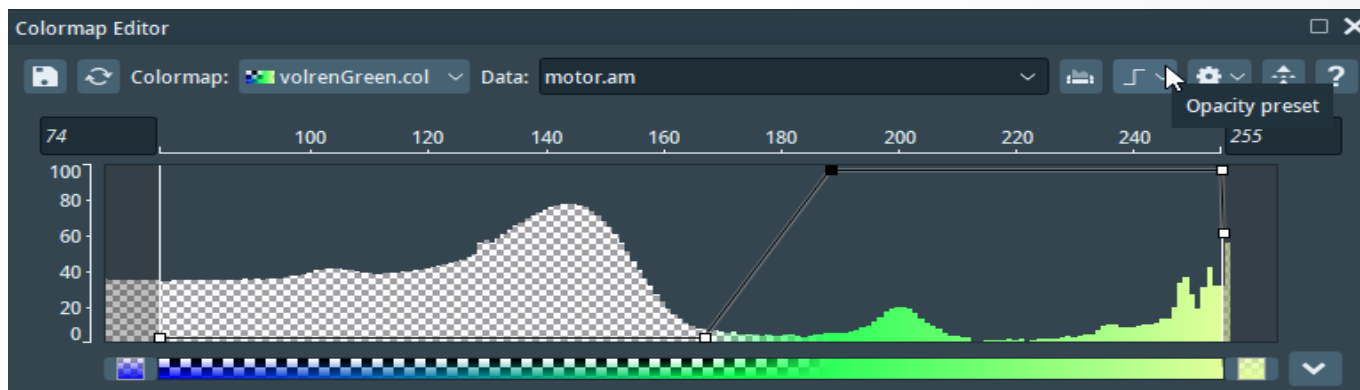 Colormap Editor
Colormap: volrenGreen.col Data: motor.am ?
Opacity preset
74 100 120 140 160 180 200 220 240 255
100
80
60
40
20
0